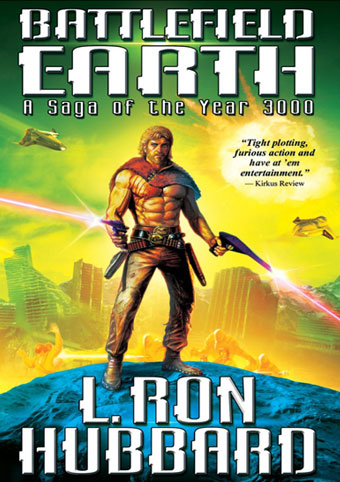 BATTLEFIELD
EARTH
A Saga of the Year 3000
“Tight plotting,
furious action and
have at ’em
entertainment.”
— Kirkus Review
L. RON
HUBBARD